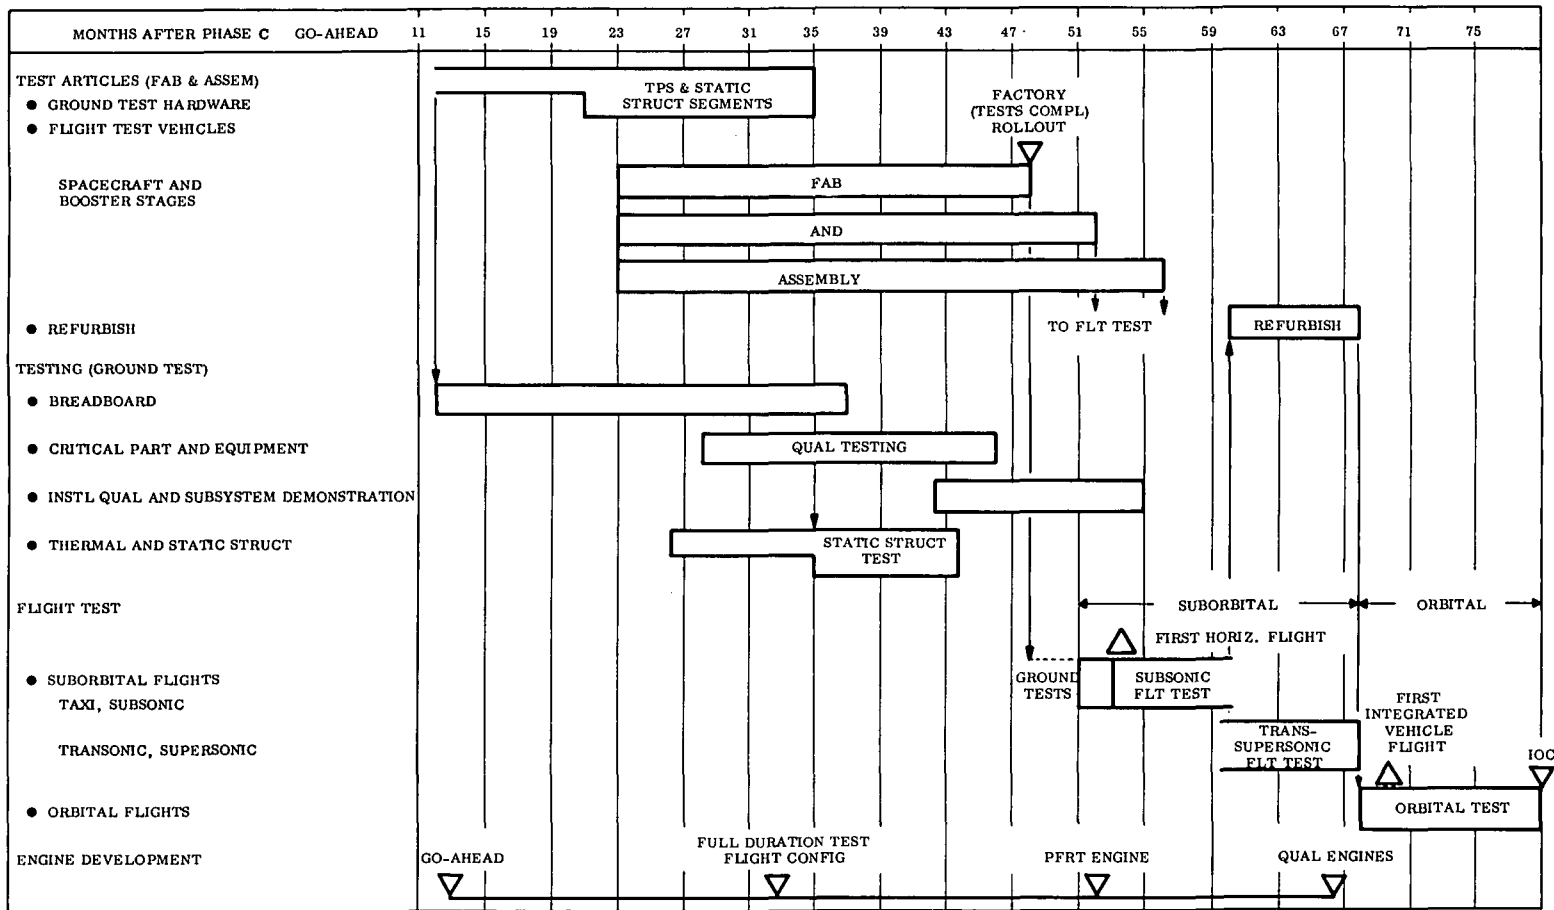 MONTHS AFTER PHASE C GO-AHEAD 11 15 19 23 27 31 35 39 43 47 51 55 59 63 67 71 75
TEST ARTICLES (FAB & ASSEM)
● GROUND TEST HARDWARE
● FLIGHT TEST VEHICLES
TPS & STATIC
STRUCT SEGMENTS
FACTORY
(TESTS COMPL)
ROLLOUT
SPACECRAFT AND
BOOSTER STAGES
FAB
AND
ASSEMBLY
TO FLT TEST
● REFURBISH
REFURBISH
TESTING (GROUND TEST)
● BREADBOARD
● CRITICAL PART AND EQUIPMENT
QUAL TESTING
● INSTL QUAL AND SUBSYSTEM DEMONSTRATION
● THERMAL AND STATIC STRUCT
STATIC STRUCT
TEST
FLIGHT TEST
SUBORBITAL
ORBITAL
FIRST HORIZ. FLIGHT
● SUBORBITAL FLIGHTS
TAXI, SUBSONIC
GROUND
TESTS
SUBSONIC
FLT TEST
TRANSONIC, SUPERSONIC
TRANS-
SUPERSONIC
FLT TEST
FIRST
INTEGRATED
VEHICLE
FLIGHT
IOC
● ORBITAL FLIGHTS
ORBITAL TEST
ENGINE DEVELOPMENT
GO-AHEAD
FULL DURATION TEST
FLIGHT CONFIG
PFRT ENGINE
QUAL ENGINES